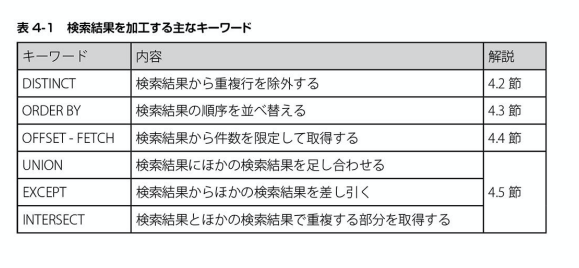 表 4-1　検索結果を加工する主なキーワード
キーワード 内容 解説
DISTINCT 検索結果から重複行を除外する 4.2 節
ORDER BY 検索結果の順序を並べ替える 4.3 節
OFFSET - FETCH 検索結果から件数を限定して取得する 4.4 節
UNION 検索結果にほかの検索結果を足し合わせる
EXCEPT 検索結果からほかの検索結果を差し引く 4.5 節
INTERSECT 検索結果とほかの検索結果で重複する部分を取得する